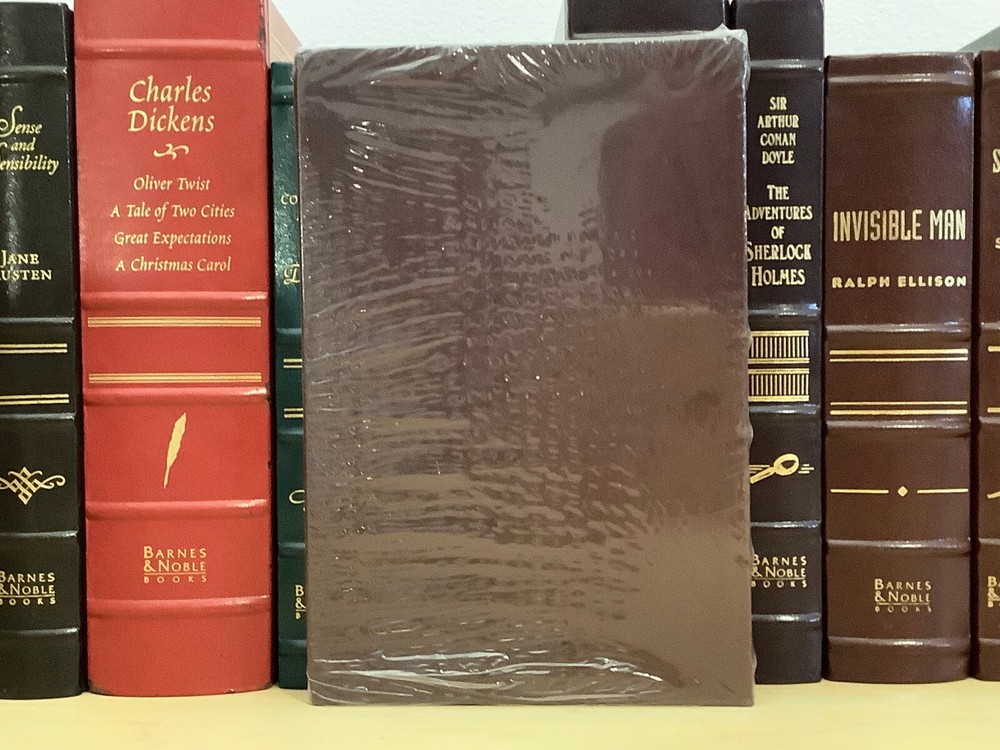 Sense
and
ensibility
JANE
USTEN
BARNES
& NOBLE
BOOKS
Charles
Dickens
Oliver Twist
A Tale of Two Cities
Great Expectations
A Christmas Carol
BARNES
& NOBLE
BOOKS
CO
SIR
ARTHUR
CONAN
DOYLE
THE
ADVENTURES
OF
SHERLOCK
HOLMES
BARNES
& NOBLE
BOOKS
INVISIBLE MAN
RALPH ELLISON
BARNES
& NOBLE
BOOKS